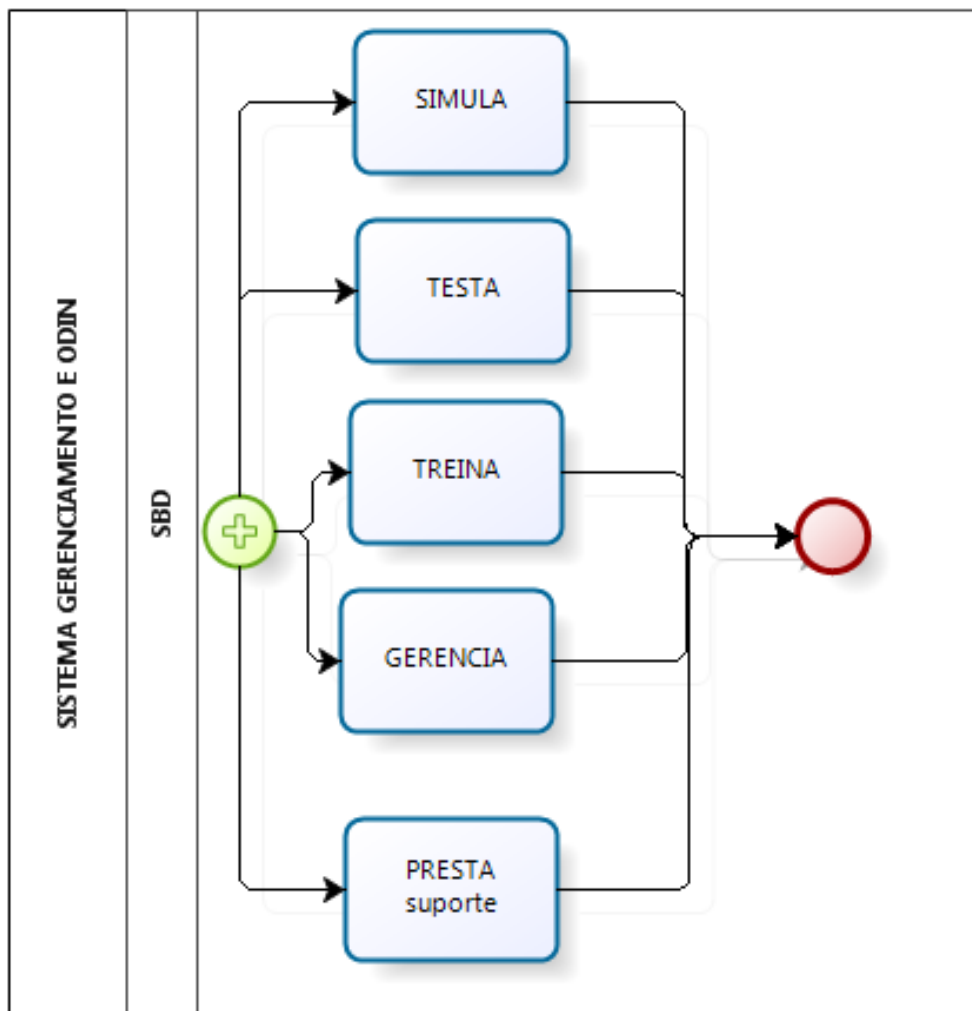 SISTEMA GERENCIAMENTO E ODIN
SBD
SIMULA
TESTA
TREINA
GERENCIA
PRESTA
suporte